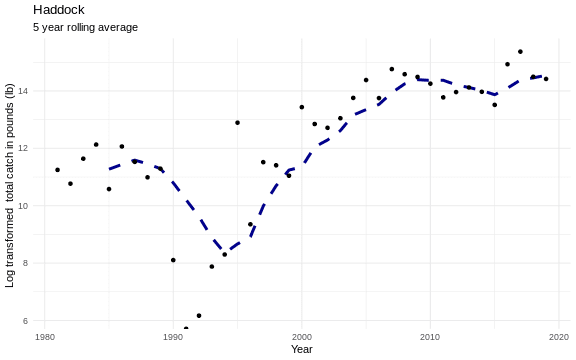 Haddock
5 year rolling average
Log transformed  total catch in pounds (lb)
14
12
10
8
6
1980
1990
2000
2010
2020
Year